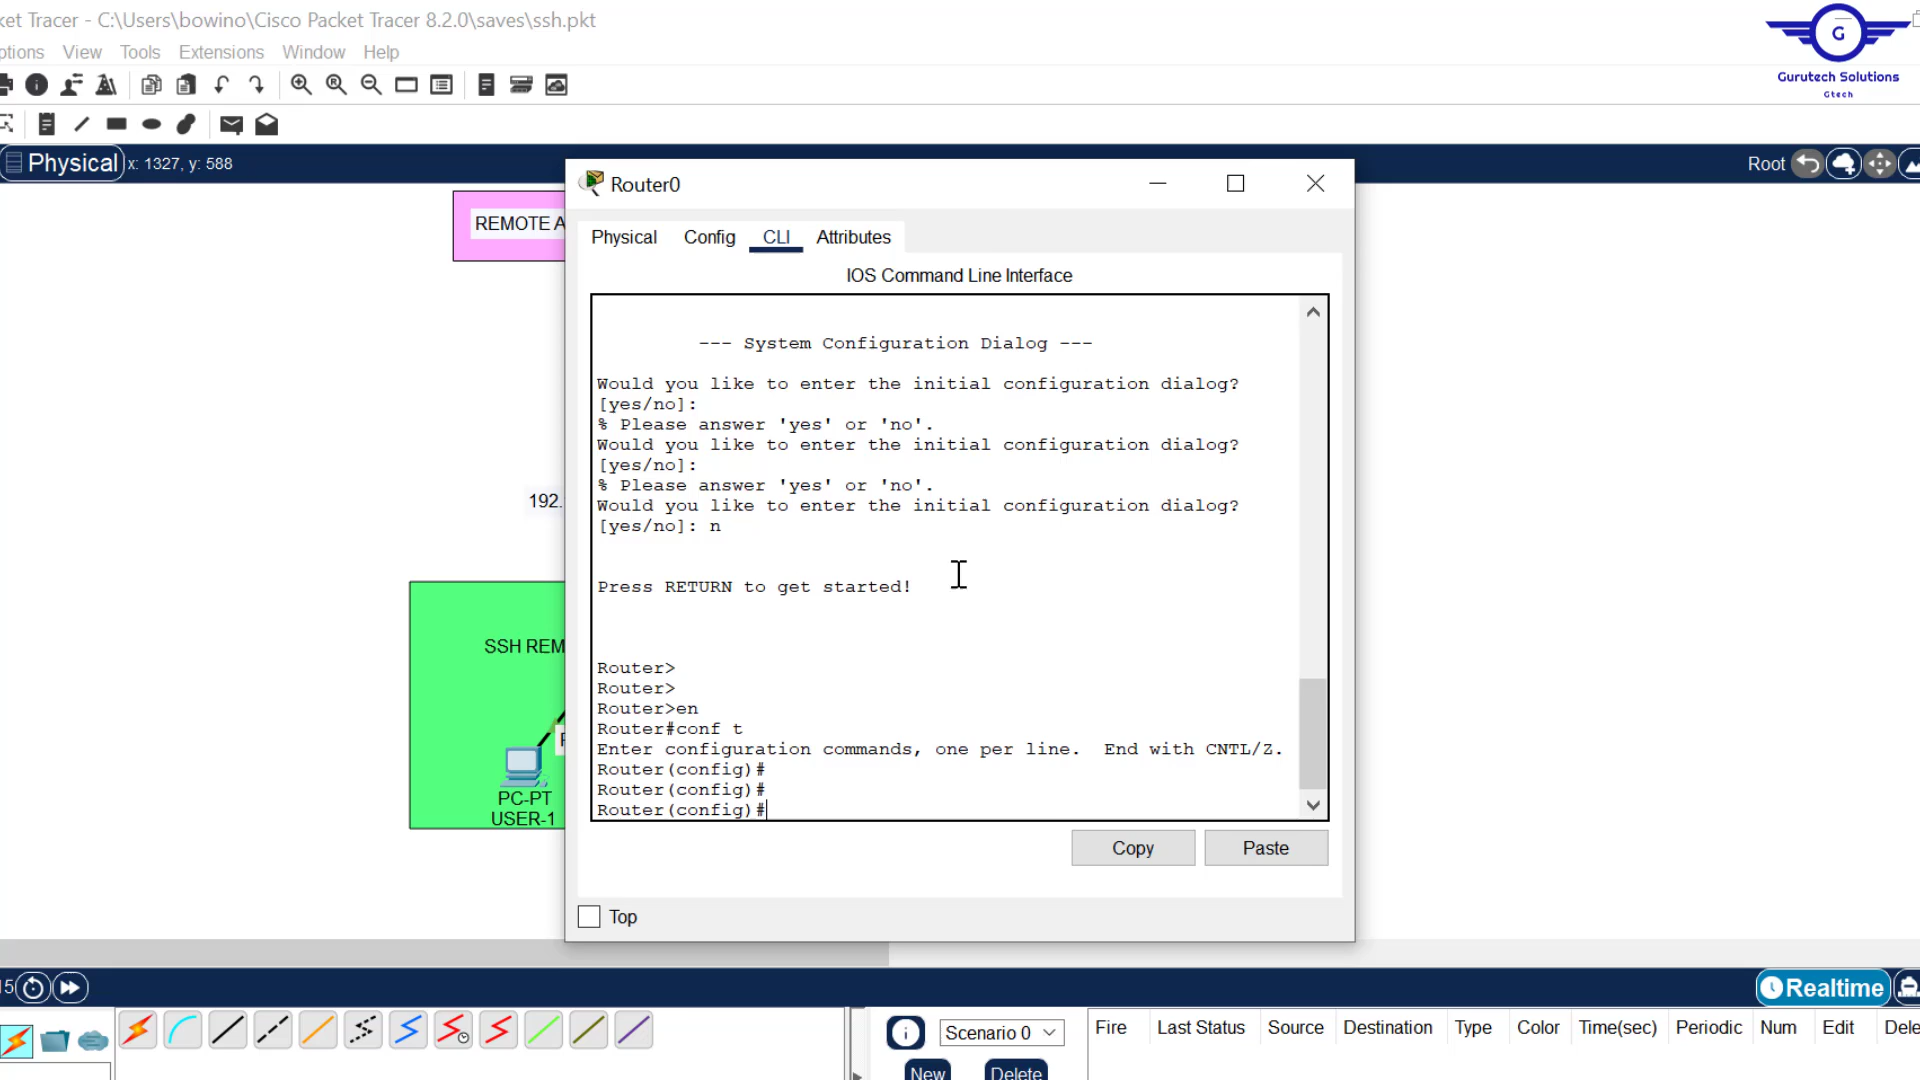 ket Tracer - C:\Users\bowino\Cisco Packet Tracer 8.2.0\saves\ssh.pkt
ptions View Tools Extensions Window Help
G
Gurutech Solutions
Gtech
Physical x: 1327, y: 588
Root
REMOTE A
192.
SSH REM
PC-PT
USER-1
Router0
Physical Config CLI Attributes
IOS Command Line Interface
--- System Configuration Dialog ---
Would you like to enter the initial configuration dialog?
[yes/no]:
% Please answer 'yes' or 'no'.
Would you like to enter the initial configuration dialog?
[yes/no]:
% Please answer 'yes' or 'no'.
Would you like to enter the initial configuration dialog?
[yes/no]: n
Press RETURN to get started!
Router>
Router>
Router>en
Router#conf t
Enter configuration commands, one per line. End with CNTL/Z.
Router(config)#
Router(config)#
Router(config)#
Copy Paste
Top
Realtime
Scenario 0
New Delete
Fire Last Status Source Destination Type Color Time(sec) Periodic Num Edit Dele